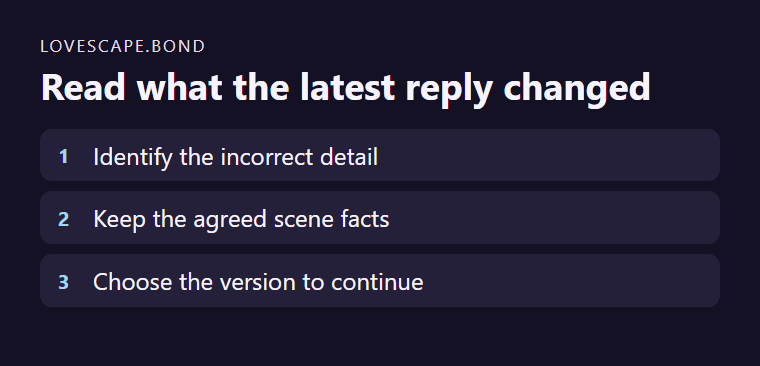 LOVESCAPE.BOND
Read what the latest reply changed
1 Identify the incorrect detail
2 Keep the agreed scene facts
3 Choose the version to continue